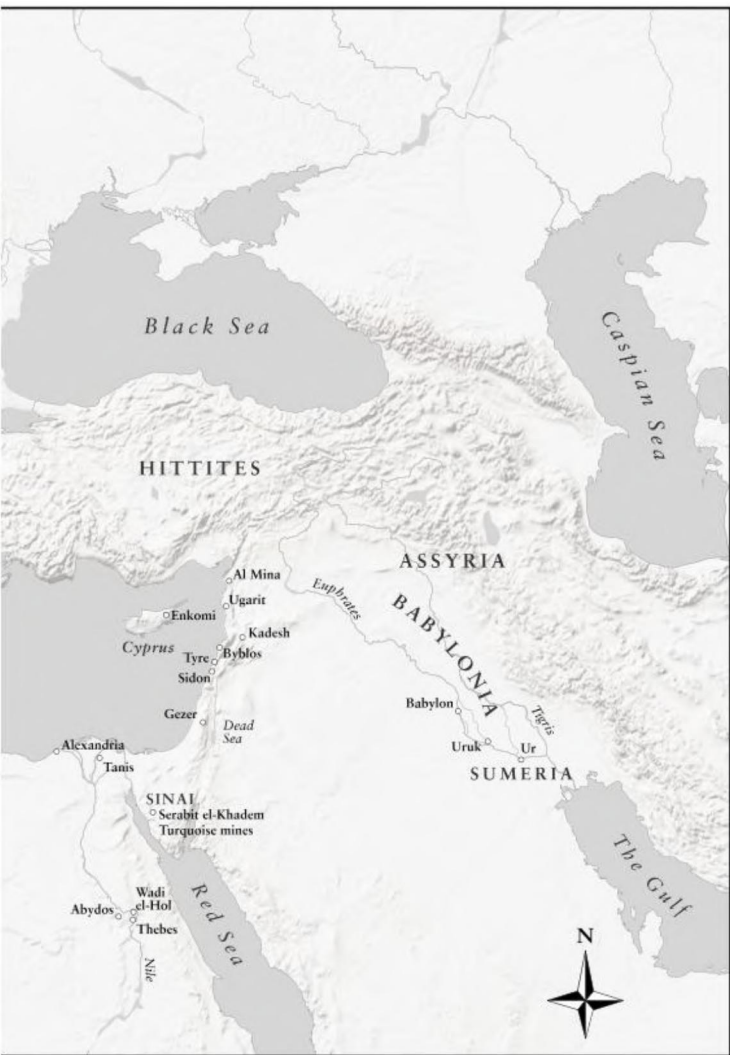 Black Sea
Caspian Sea
HITTITES
ASSYRIA
Al Mina
Euphrates
BABYLONIA
Ugarit
Enkomi
Kadesh
Cyprus
Byblos
Tyre
Sidon
Babylon
Tigris
Gezer
Dead
Sea
Alexandria
Uruk
Ur
Tanis
SUMERIA
SINAI
Serabit el-Khadem
Turquoise mines
The Gulf
Red Sea
Wadi
el-Hol
Abydos
Thebes
Nile
N